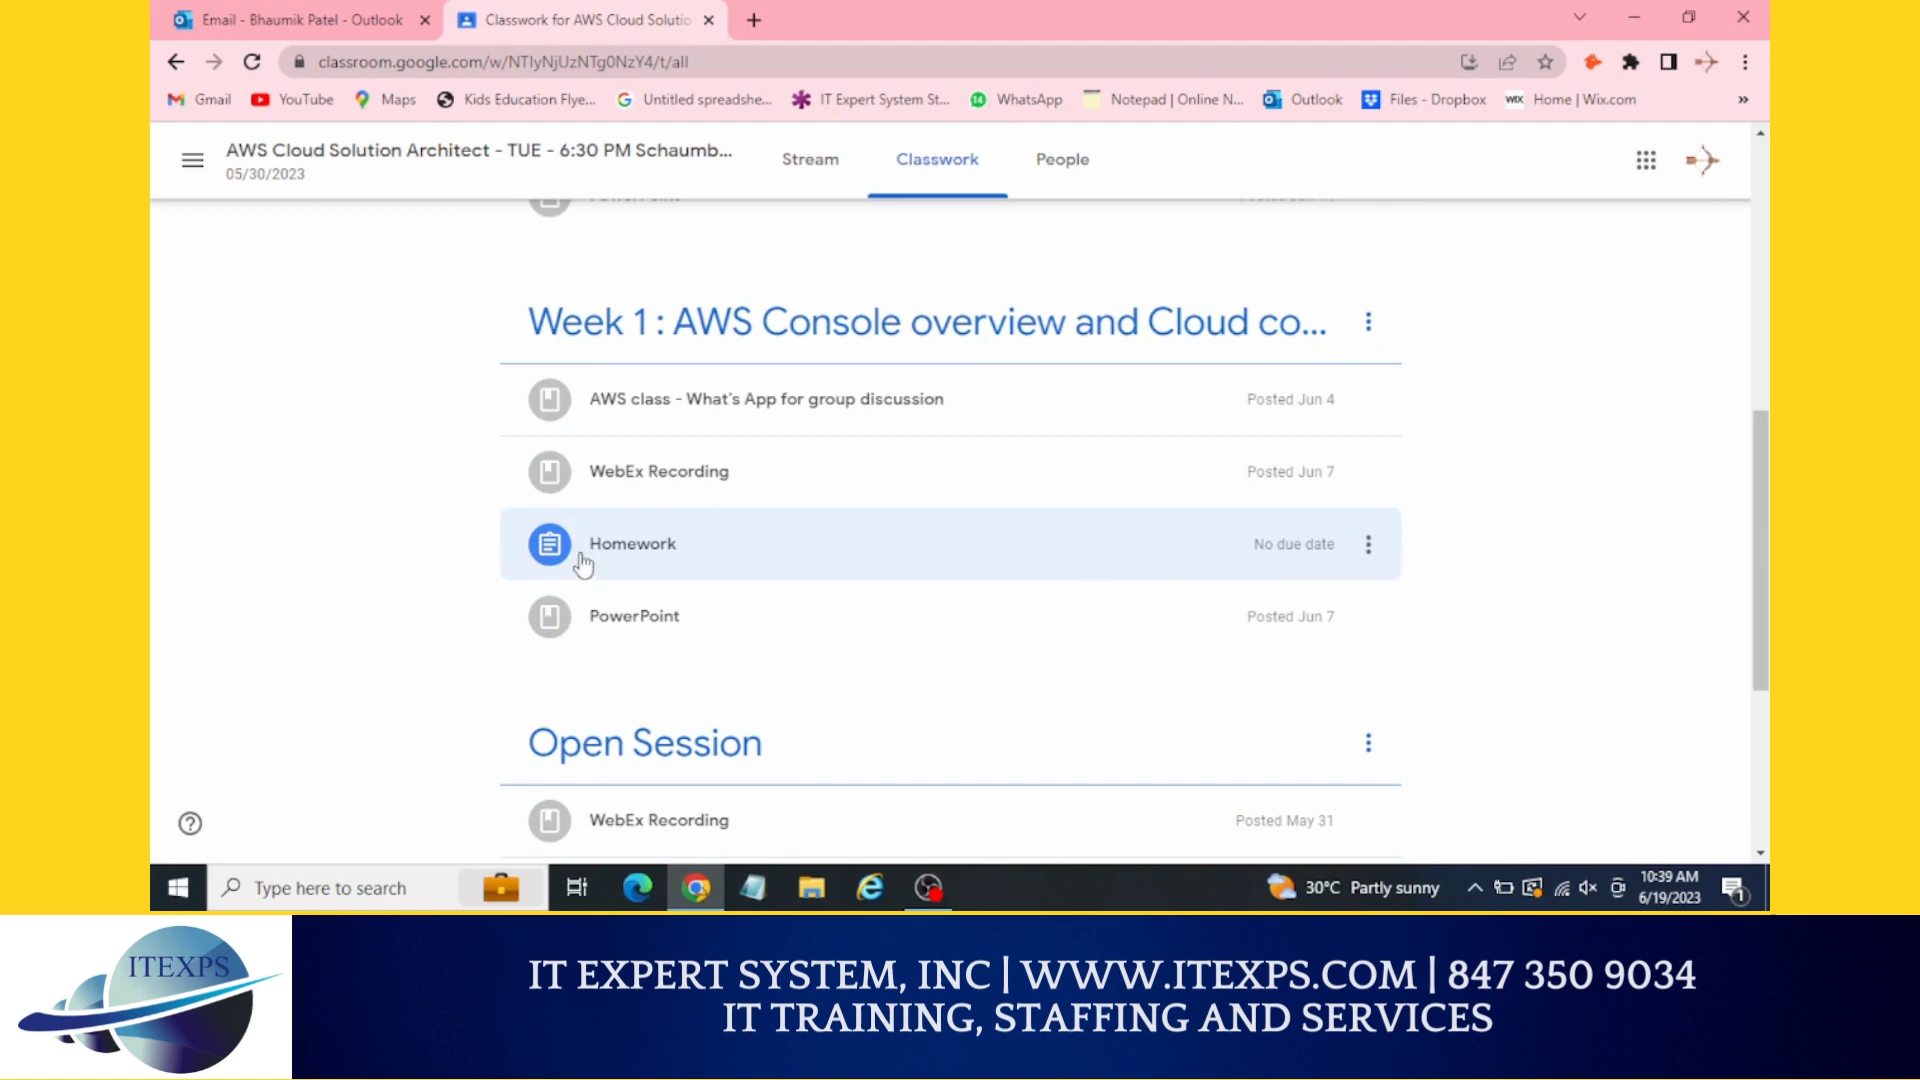 Email - Bhaumik Patel - Outlook
Classwork for AWS Cloud Solutio
classroom.google.com/w/NTIyNjUzNTg0NzY4/t/all
Gmail
YouTube
Maps
Kids Education Flye...
Untitled spreadshe...
IT Expert System St...
WhatsApp
Notepad | Online N...
Outlook
Files - Dropbox
WIX Home | Wix.com
AWS Cloud Solution Architect - TUE - 6:30 PM Schaumb...
05/30/2023
Stream
Classwork
People
Week 1 : AWS Console overview and Cloud co...
AWS class - What's App for group discussion
Posted Jun 4
WebEx Recording
Posted Jun 7
Homework
No due date
PowerPoint
Posted Jun 7
Open Session
WebEx Recording
Posted May 31
Type here to search
30°C Partly sunny
10:39 AM
6/19/2023
1
ITEXPS
IT EXPERT SYSTEM, INC | WWW.ITEXPS.COM | 847 350 9034
IT TRAINING, STAFFING AND SERVICES